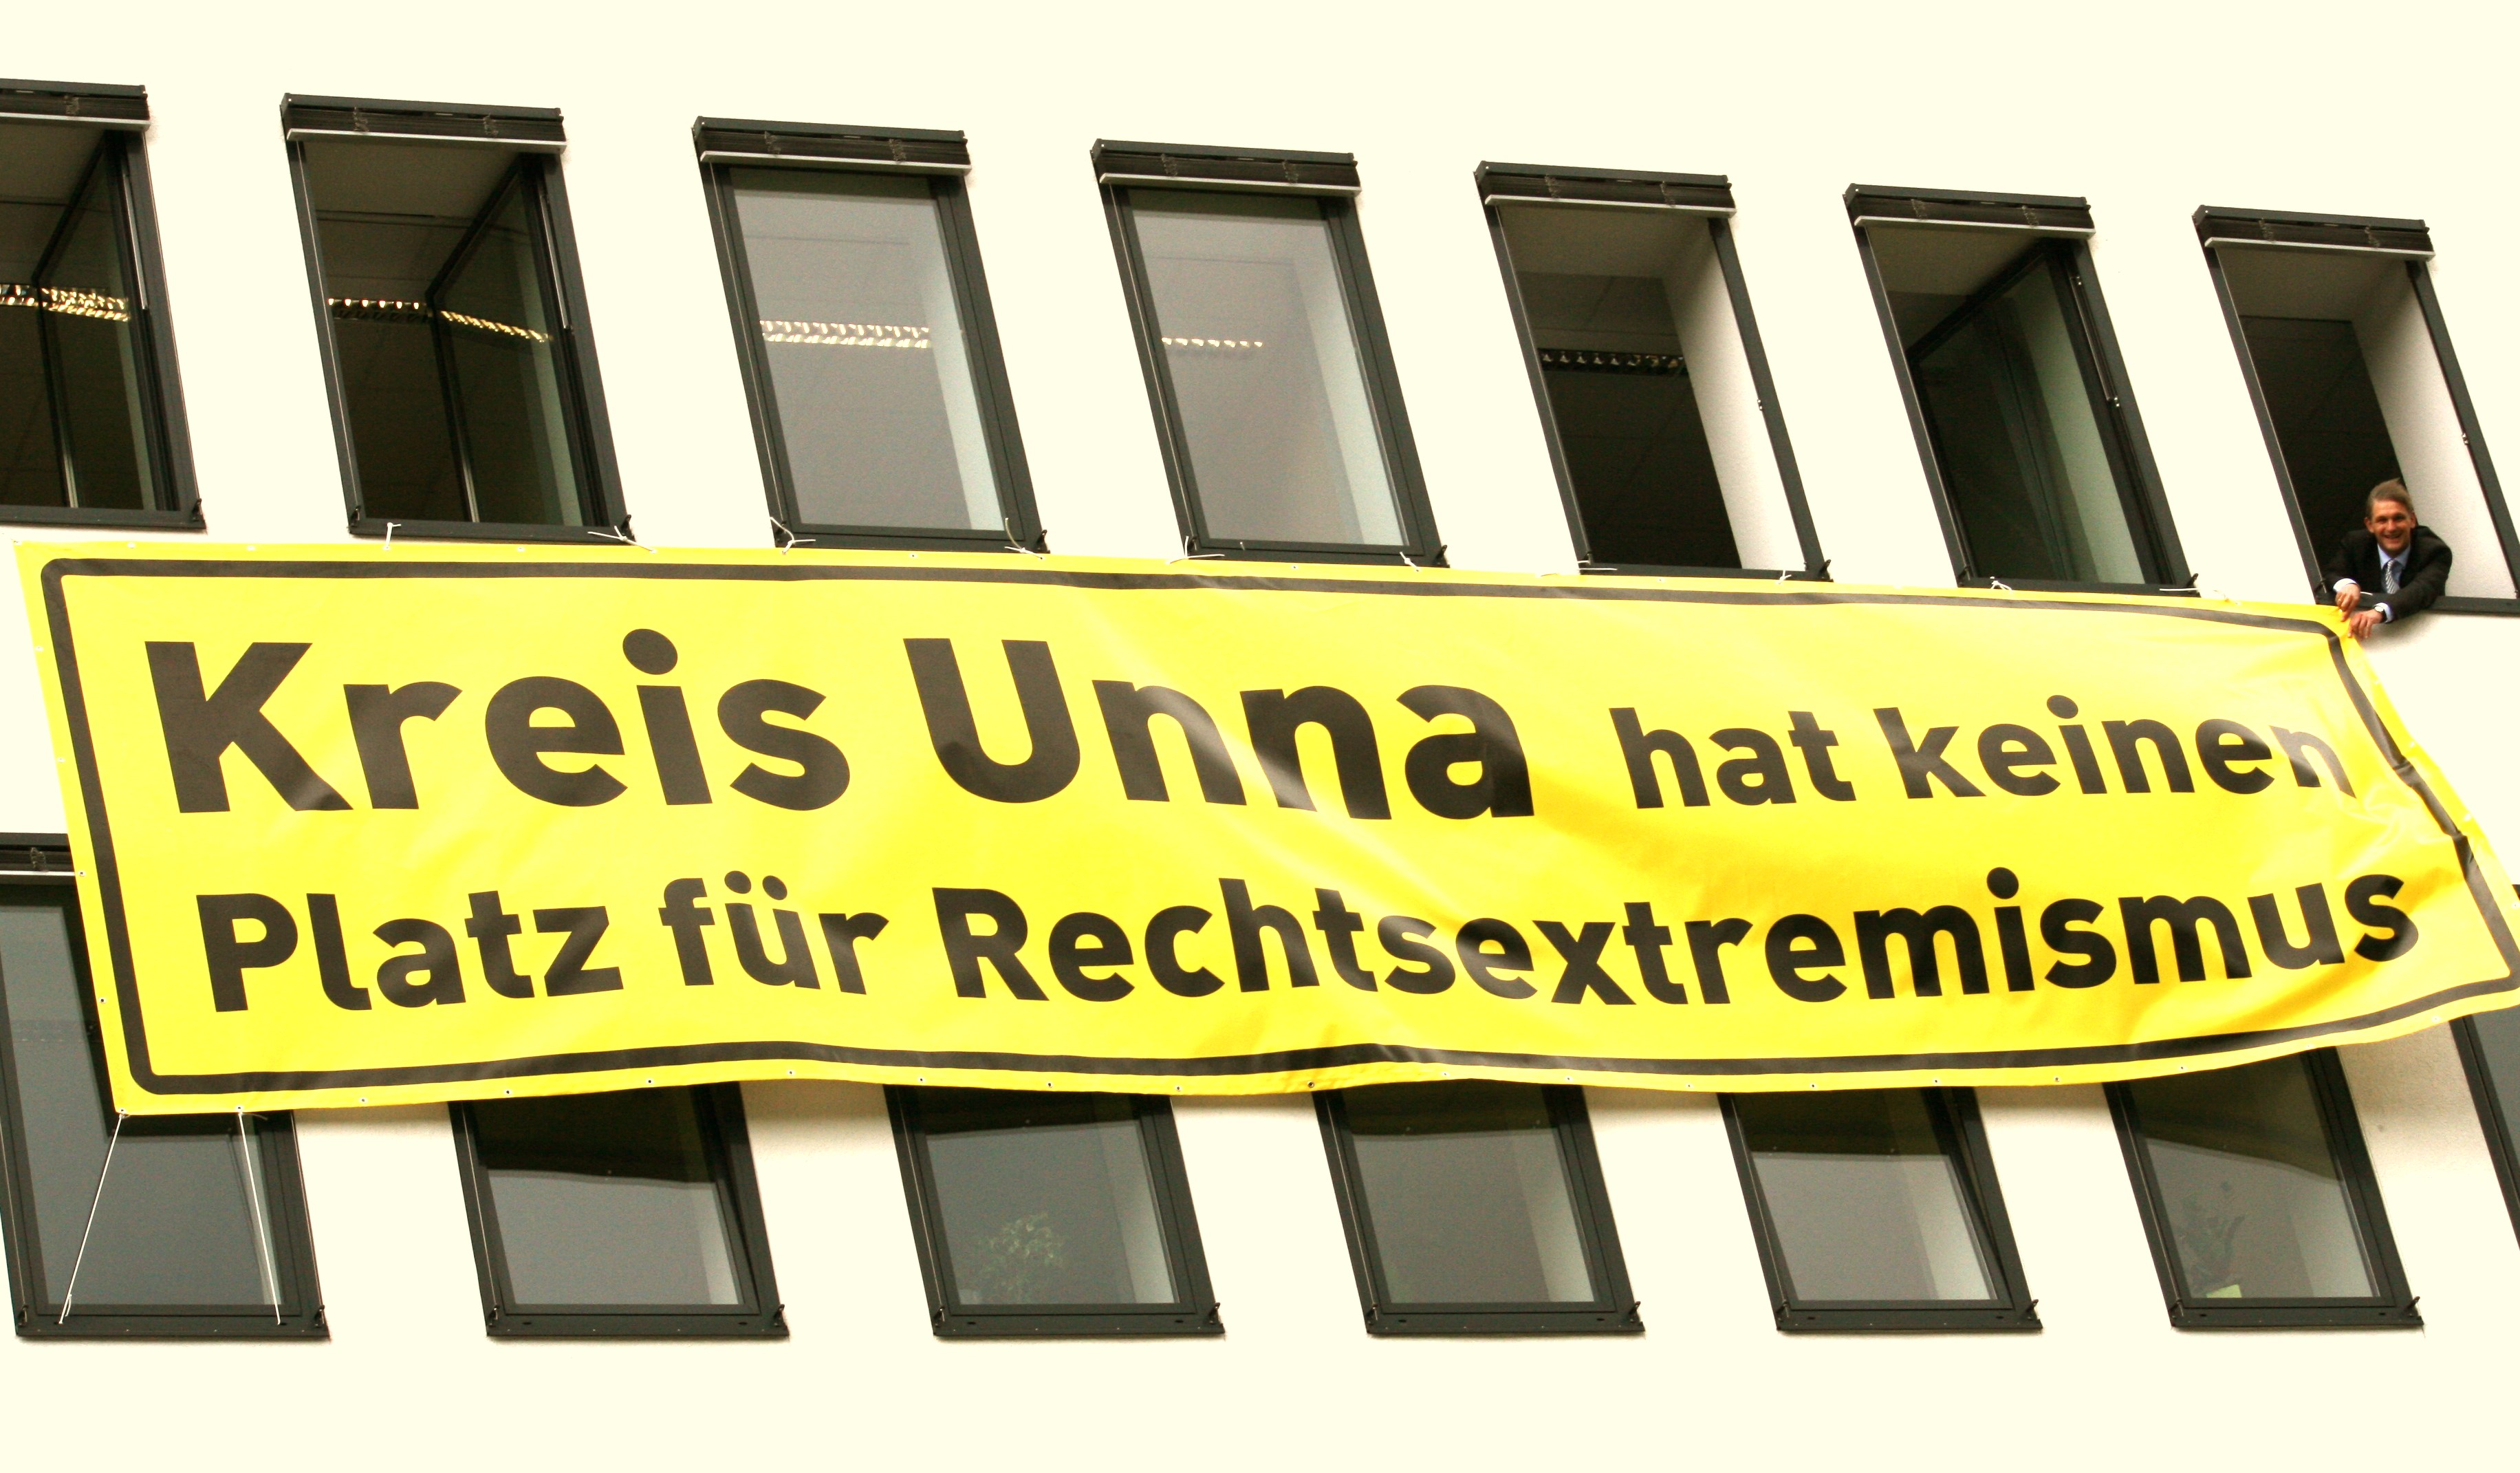 Kreis Unna hat keinen
Platz für Rechtsextremismus